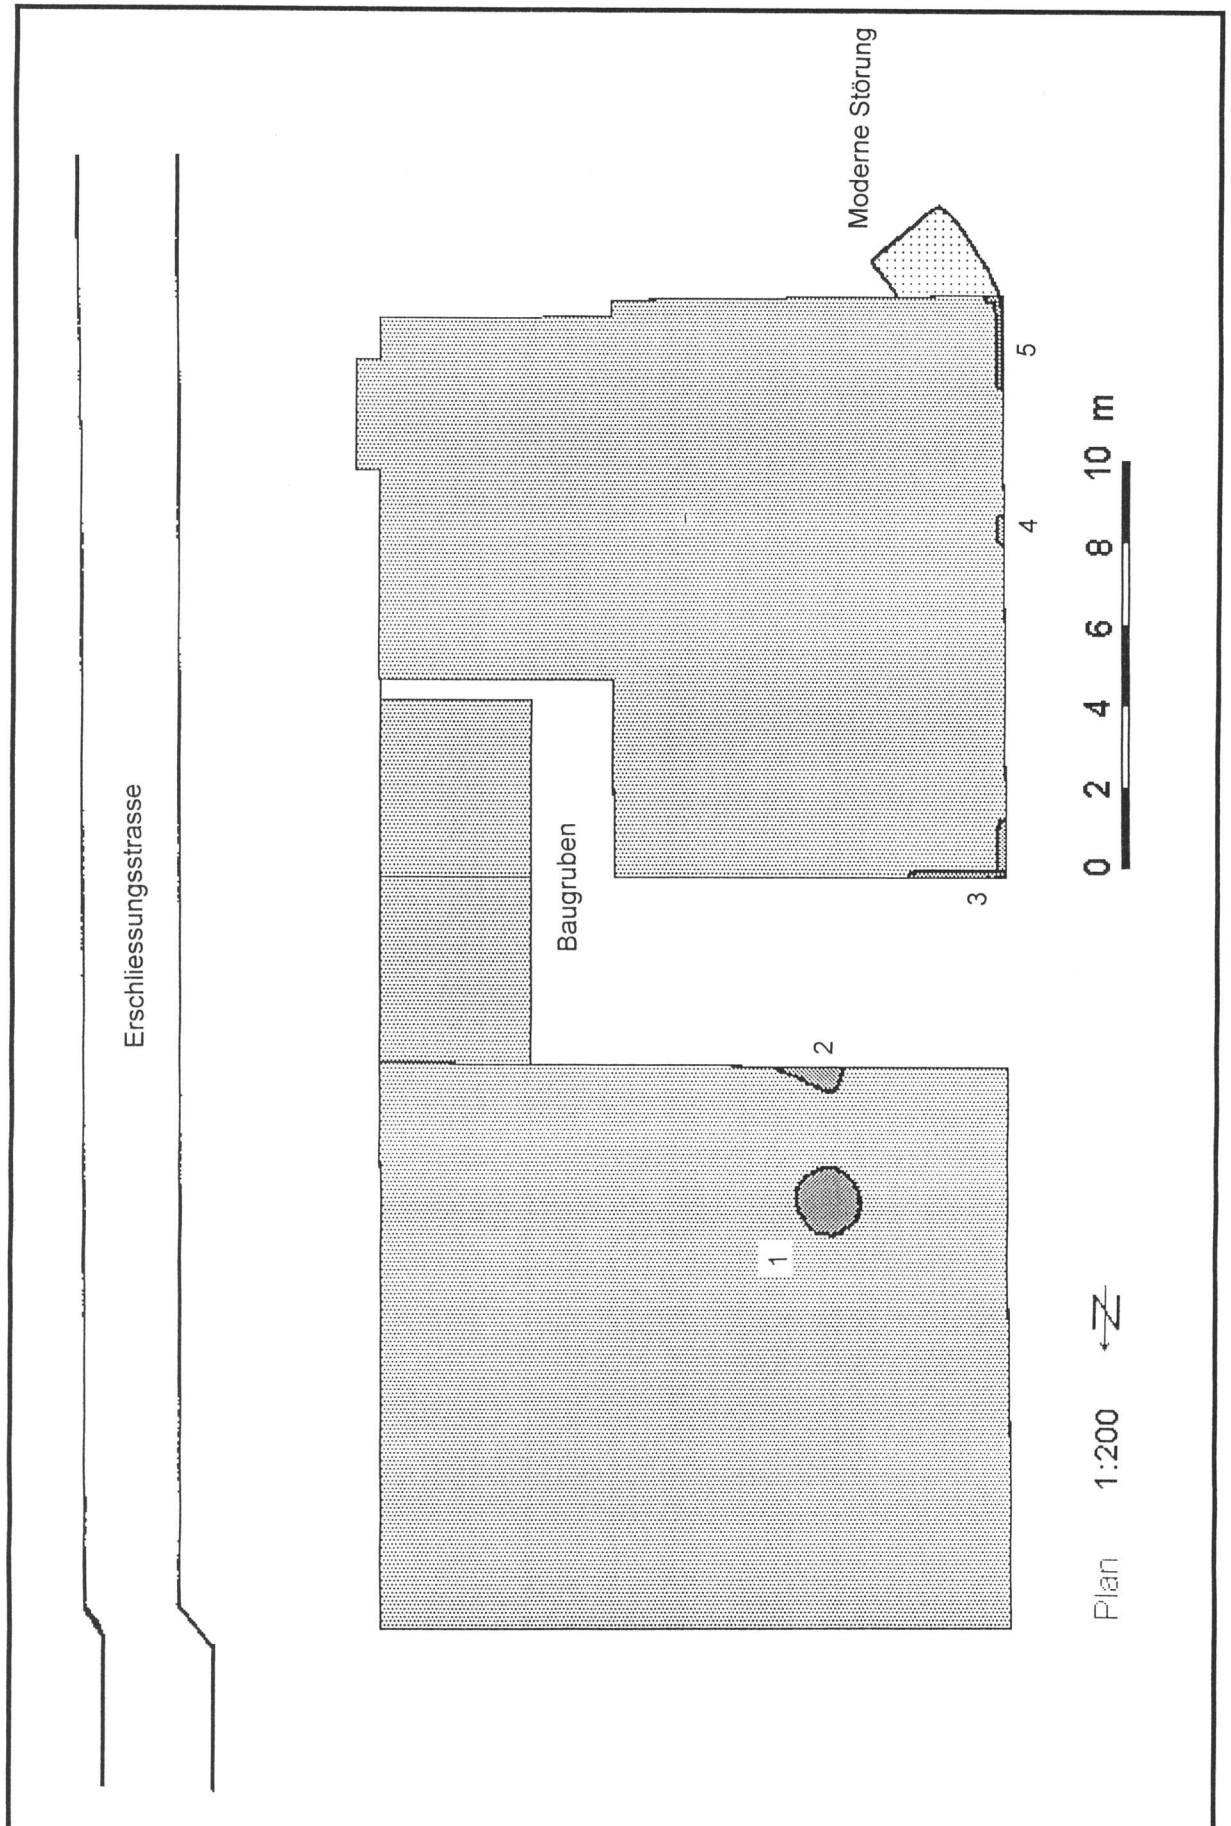 Erschliessungsstrasse
Moderne Störung
Baugruben
1
2
3
4
5
0 2 4 6 8 10 m
Plan 1:200 N